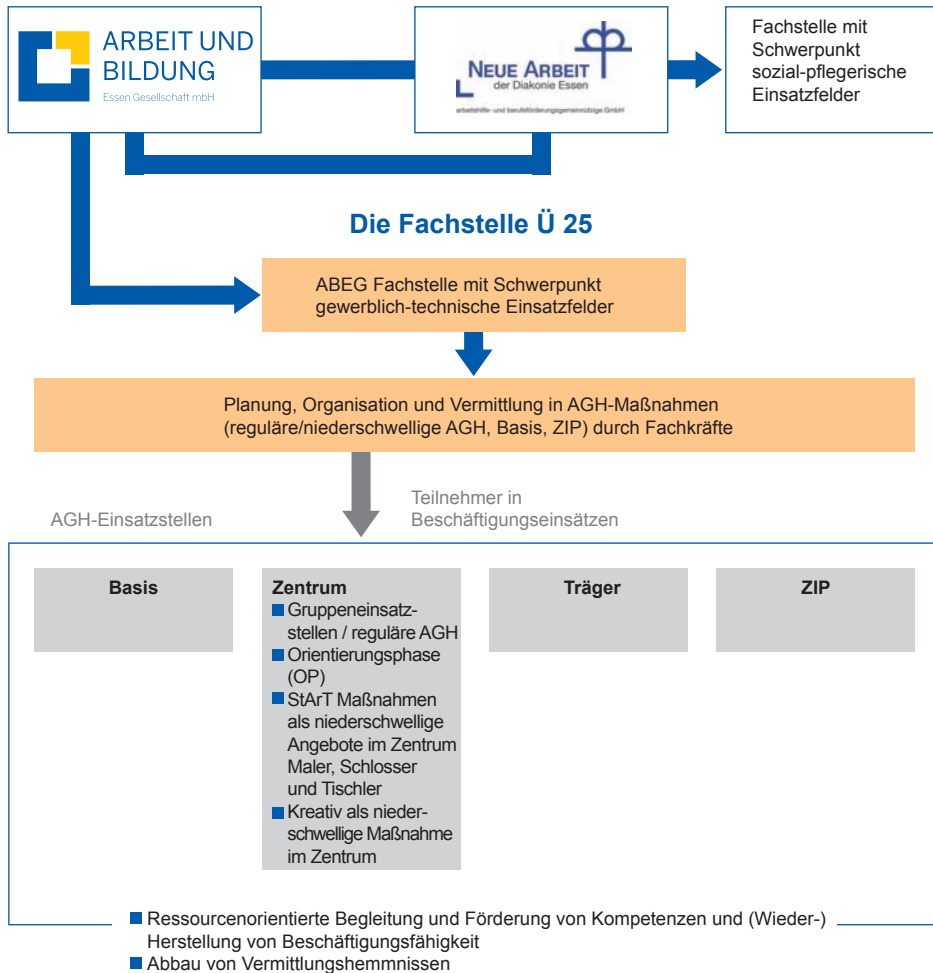 ARBEIT UND
BILDUNG
Essen Gesellschaft mbH
NEUE ARBEIT
der Diakonie Essen
arbeitshilfe- und berufsförderungsgemeinnützige GmbH
Fachstelle mit
Schwerpunkt
sozial-pflegerische
Einsatzfelder
Die Fachstelle Ü 25
ABEG Fachstelle mit Schwerpunkt
gewerblich-technische Einsatzfelder
Planung, Organisation und Vermittlung in AGH-Maßnahmen
(reguläre/niederschwellige AGH, Basis, ZIP) durch Fachkräfte
AGH-Einsatzstellen
Teilnehmer in
Beschäftigungseinsätzen
Basis
Zentrum
Gruppeneinsatz-
stellen / reguläre AGH
Orientierungsphase
(OP)
StArT Maßnahmen
als niederschwellige
Angebote im Zentrum
Maler, Schlosser
und Tischler
Kreativ als nieder-
schwellige Maßnahme
im Zentrum
Träger
ZIP
Ressourcenorientierte Begleitung und Förderung von Kompetenzen und (Wieder-)
Herstellung von Beschäftigungsfähigkeit
Abbau von Vermittlungshemmnissen